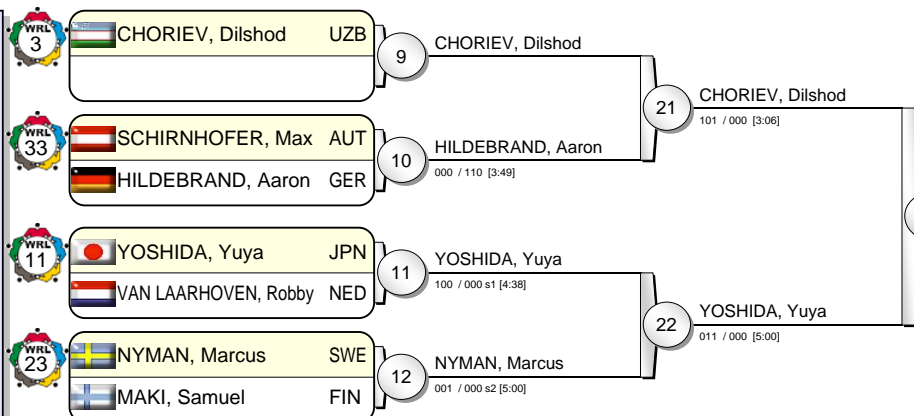 WRL
3
CHORIEV, Dilshod UZB
9
CHORIEV, Dilshod
21
CHORIEV, Dilshod
101 / 000 [3:06]
WRL
33
SCHIRNHOFER, Max AUT
HILDEBRAND, Aaron GER
10
HILDEBRAND, Aaron
000 / 110 [3:49]
WRL
11
YOSHIDA, Yuya JPN
VAN LAARHOVEN, Robby NED
11
YOSHIDA, Yuya
100 / 000 s1 [4:38]
22
YOSHIDA, Yuya
011 / 000 [5:00]
WRL
23
NYMAN, Marcus SWE
MAKI, Samuel FIN
12
NYMAN, Marcus
001 / 000 s2 [5:00]